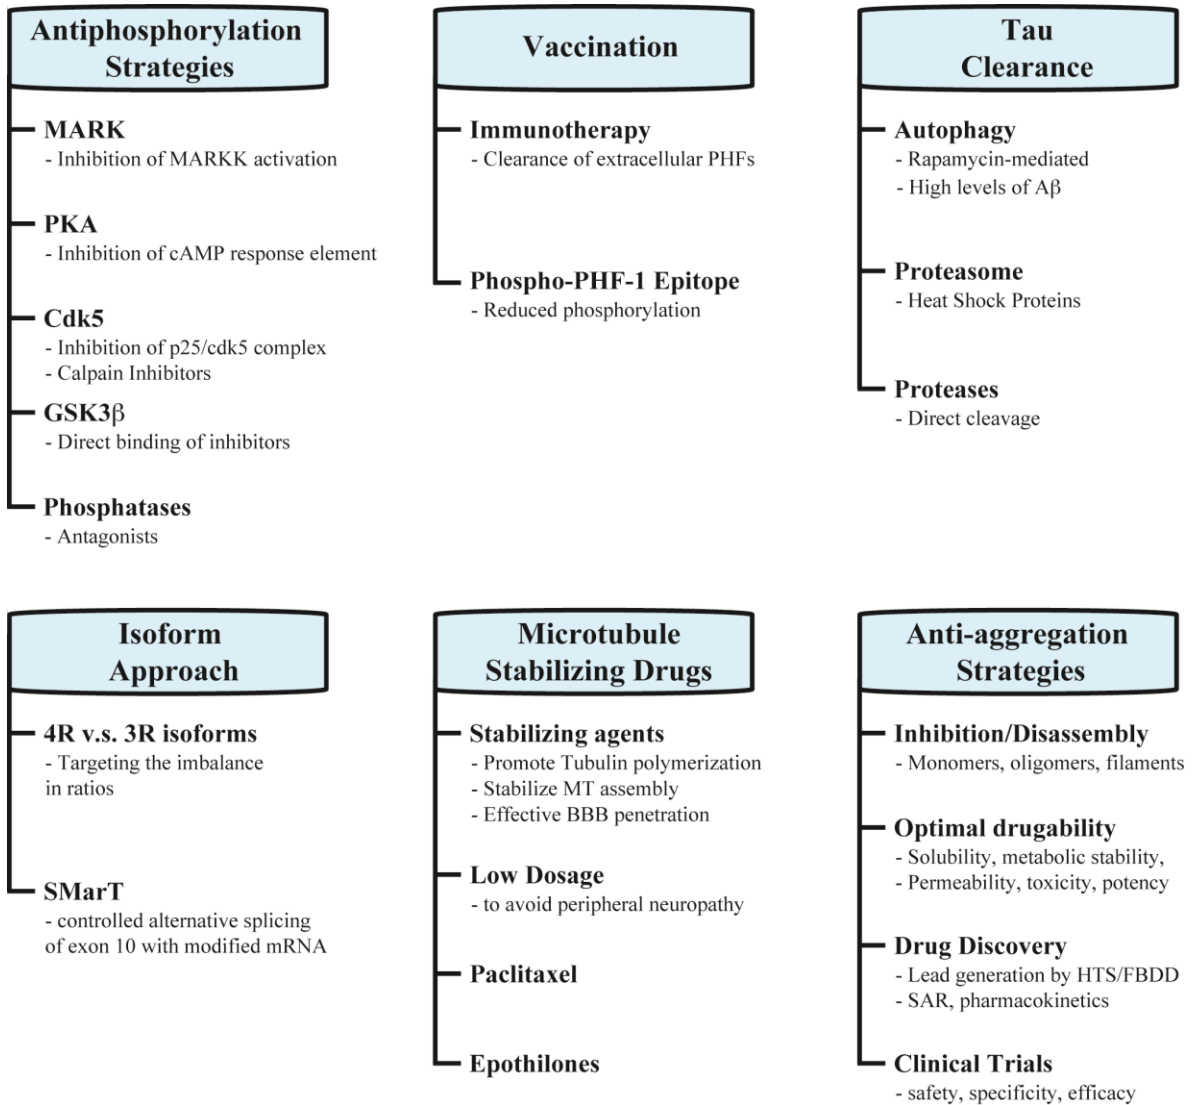 Antiphosphorylation
Strategies
MARK
- Inhibition of MARKK activation
PKA
- Inhibition of cAMP response element
Cdk5
- Inhibition of p25/cdk5 complex
- Calpain Inhibitors
GSK3β
- Direct binding of inhibitors
Phosphatases
- Antagonists
Vaccination
Immunotherapy
- Clearance of extracellular PHFs
Phospho-PHF-1 Epitope
- Reduced phosphorylation
Tau
Clearance
Autophagy
- Rapamycin-mediated
- High levels of Aβ
Proteasome
- Heat Shock Proteins
Proteases
- Direct cleavage
Isoform
Approach
4R v.s. 3R isoforms
- Targeting the imbalance
in ratios
SMarT
- controlled alternative splicing
of exon 10 with modified mRNA
Microtubule
Stabilizing Drugs
Stabilizing agents
- Promote Tubulin polymerization
- Stabilize MT assembly
- Effective BBB penetration
Low Dosage
- to avoid peripheral neuropathy
Paclitaxel
Epothilones
Anti-aggregation
Strategies
Inhibition/Disassembly
- Monomers, oligomers, filaments
Optimal drugability
- Solubility, metabolic stability,
- Permeability, toxicity, potency
Drug Discovery
- Lead generation by HTS/FBDD
- SAR, pharmacokinetics
Clinical Trials
- safety, specificity, efficacy